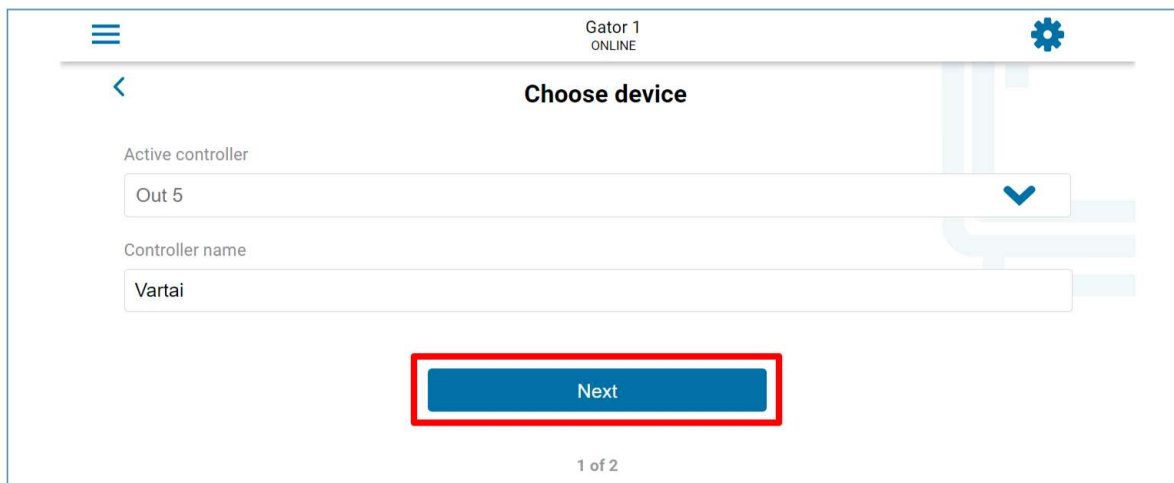 Gator 1
ONLINE
Choose device
Active controller
Out 5
Controller name
Vartai
Next
1 of 2